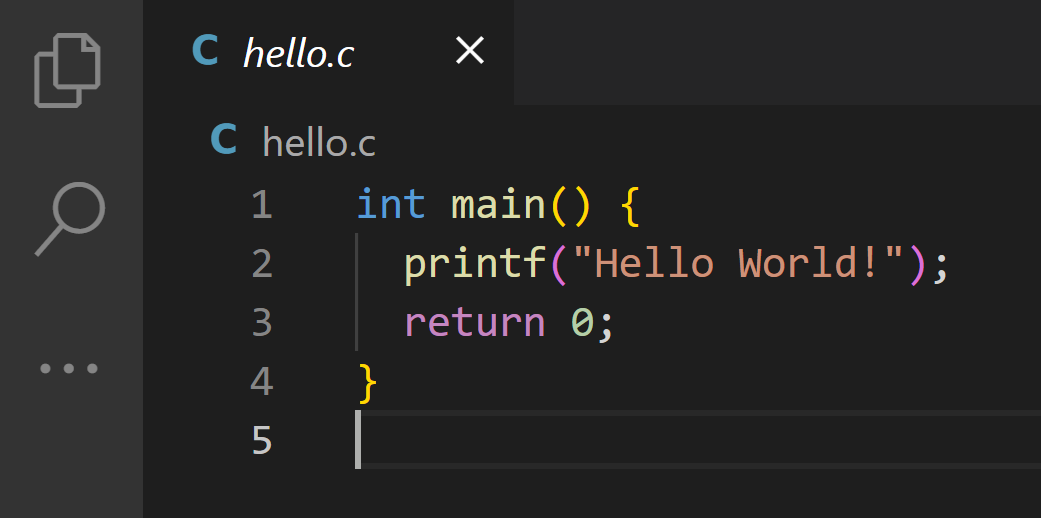 C hello.c
C hello.c
1 int main() {
2   printf("Hello World!");
3   return 0;
4 }
5